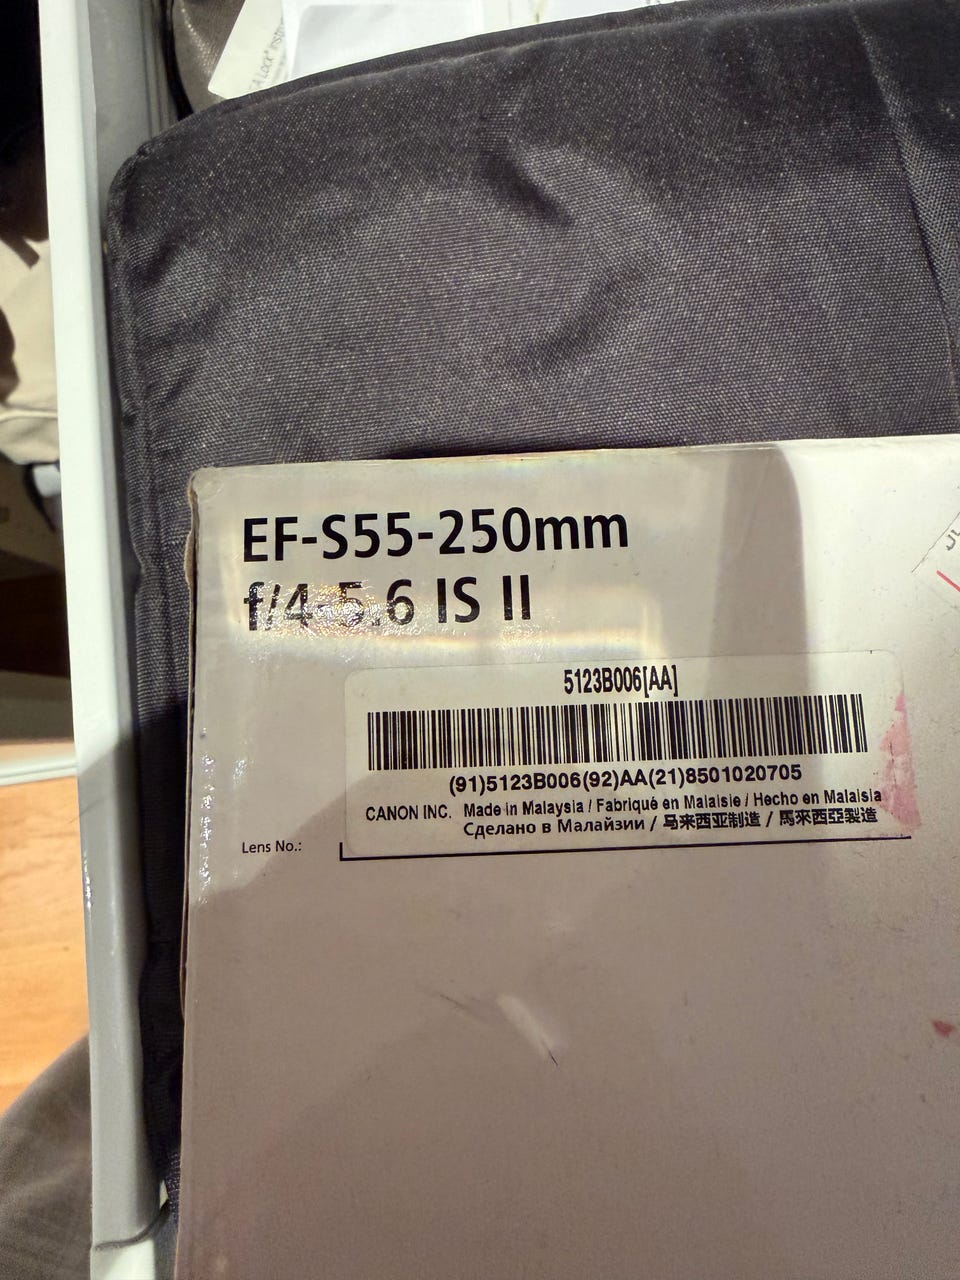 EF-S55-250mm
f/4-5.6 IS II
5123B006[AA]
(91)5123B006(92)AA(21)8501020705
CANON INC. Made in Malaysia / Fabriqué en Malaisie / Hecho en Malaisia
Сделано в Малайзии / 马来西亚制造 / 馬來西亞製造
Lens No.: